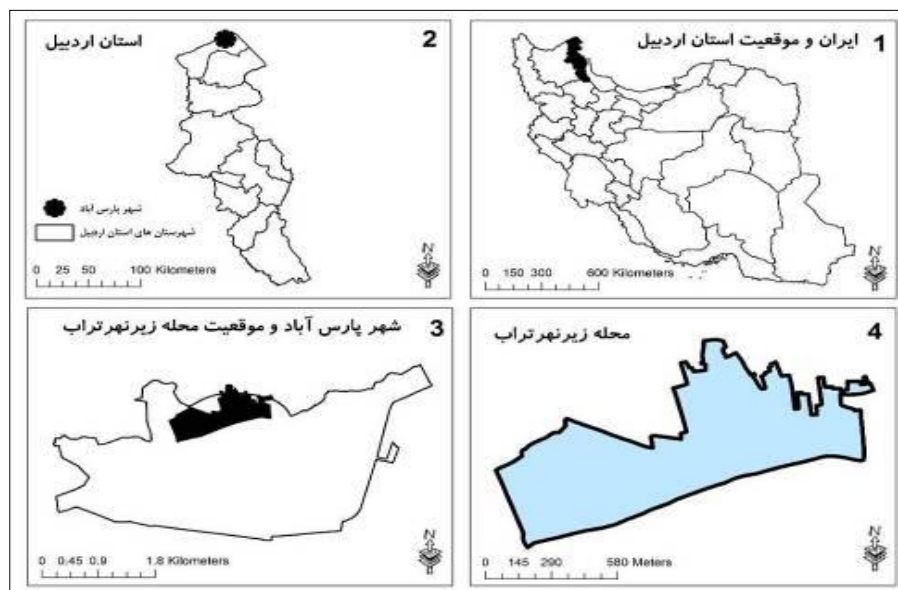 ایران و موقعیت استان اردبیل
1
N
0 150 300 600 Kilometers
استان اردبیل
2
شهر پارس آباد
شهرستان های استان اردبیل
N
0 25 50 100 Kilometers
شهر پارس آباد و موقعیت محله زیرنهرتراب
3
N
0 0.45 0.9 1.8 Kilometers
محله زیرنهرتراب
4
N
0 145 290 580 Meters